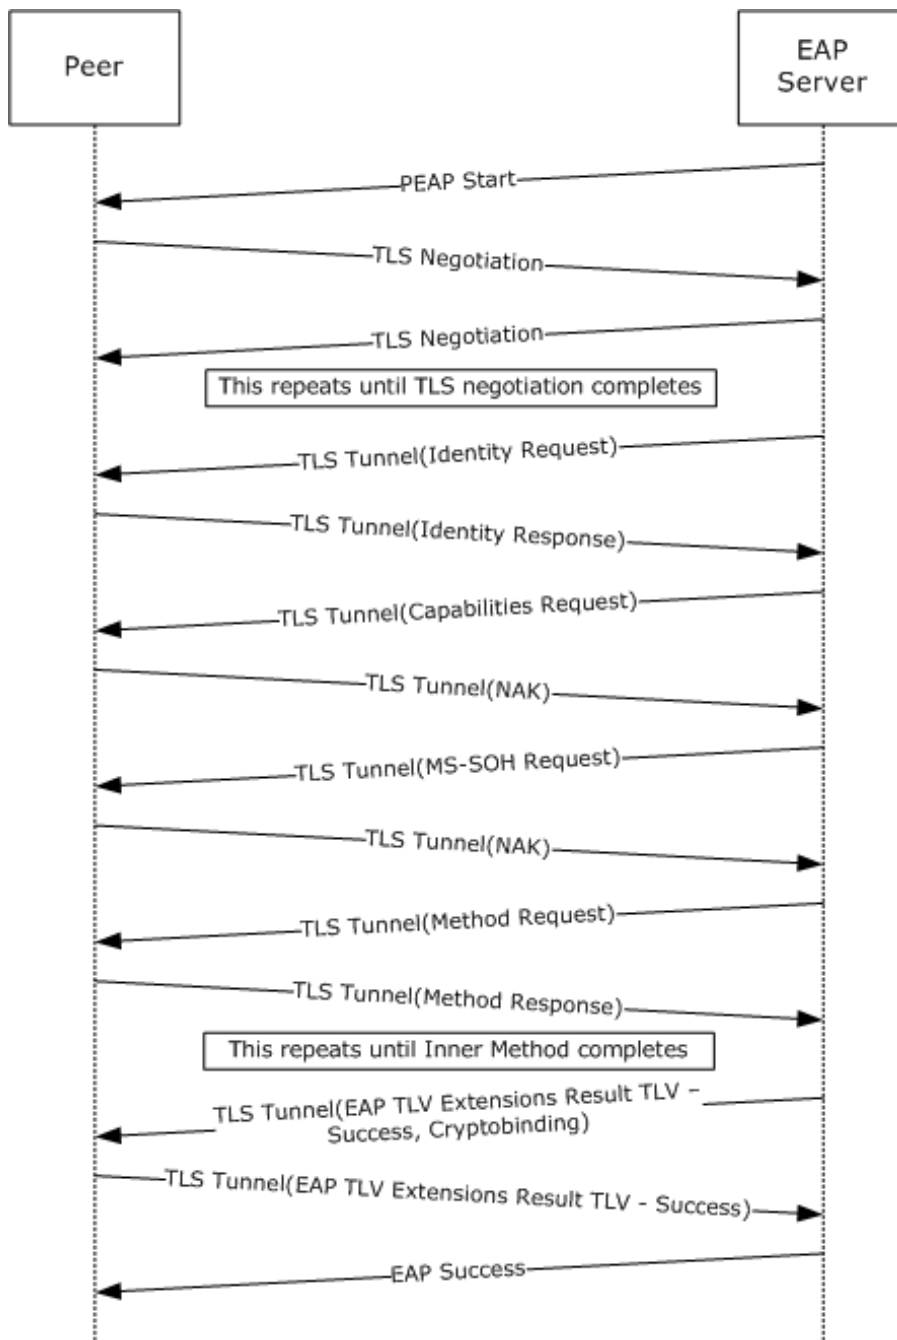 Peer
EAP
Server
PEAP Start
TLS Negotiation
TLS Negotiation
This repeats until TLS negotiation completes
TLS Tunnel(Identity Request)
TLS Tunnel(Identity Response)
TLS Tunnel(Capabilities Request)
TLS Tunnel(NAK)
TLS Tunnel(MS-SOH Request)
TLS Tunnel(NAK)
TLS Tunnel(Method Request)
TLS Tunnel(Method Response)
This repeats until Inner Method completes
TLS Tunnel(EAP TLV Extensions Result TLV –
Success, Cryptobinding)
TLS Tunnel(EAP TLV Extensions Result TLV - Success)
EAP Success